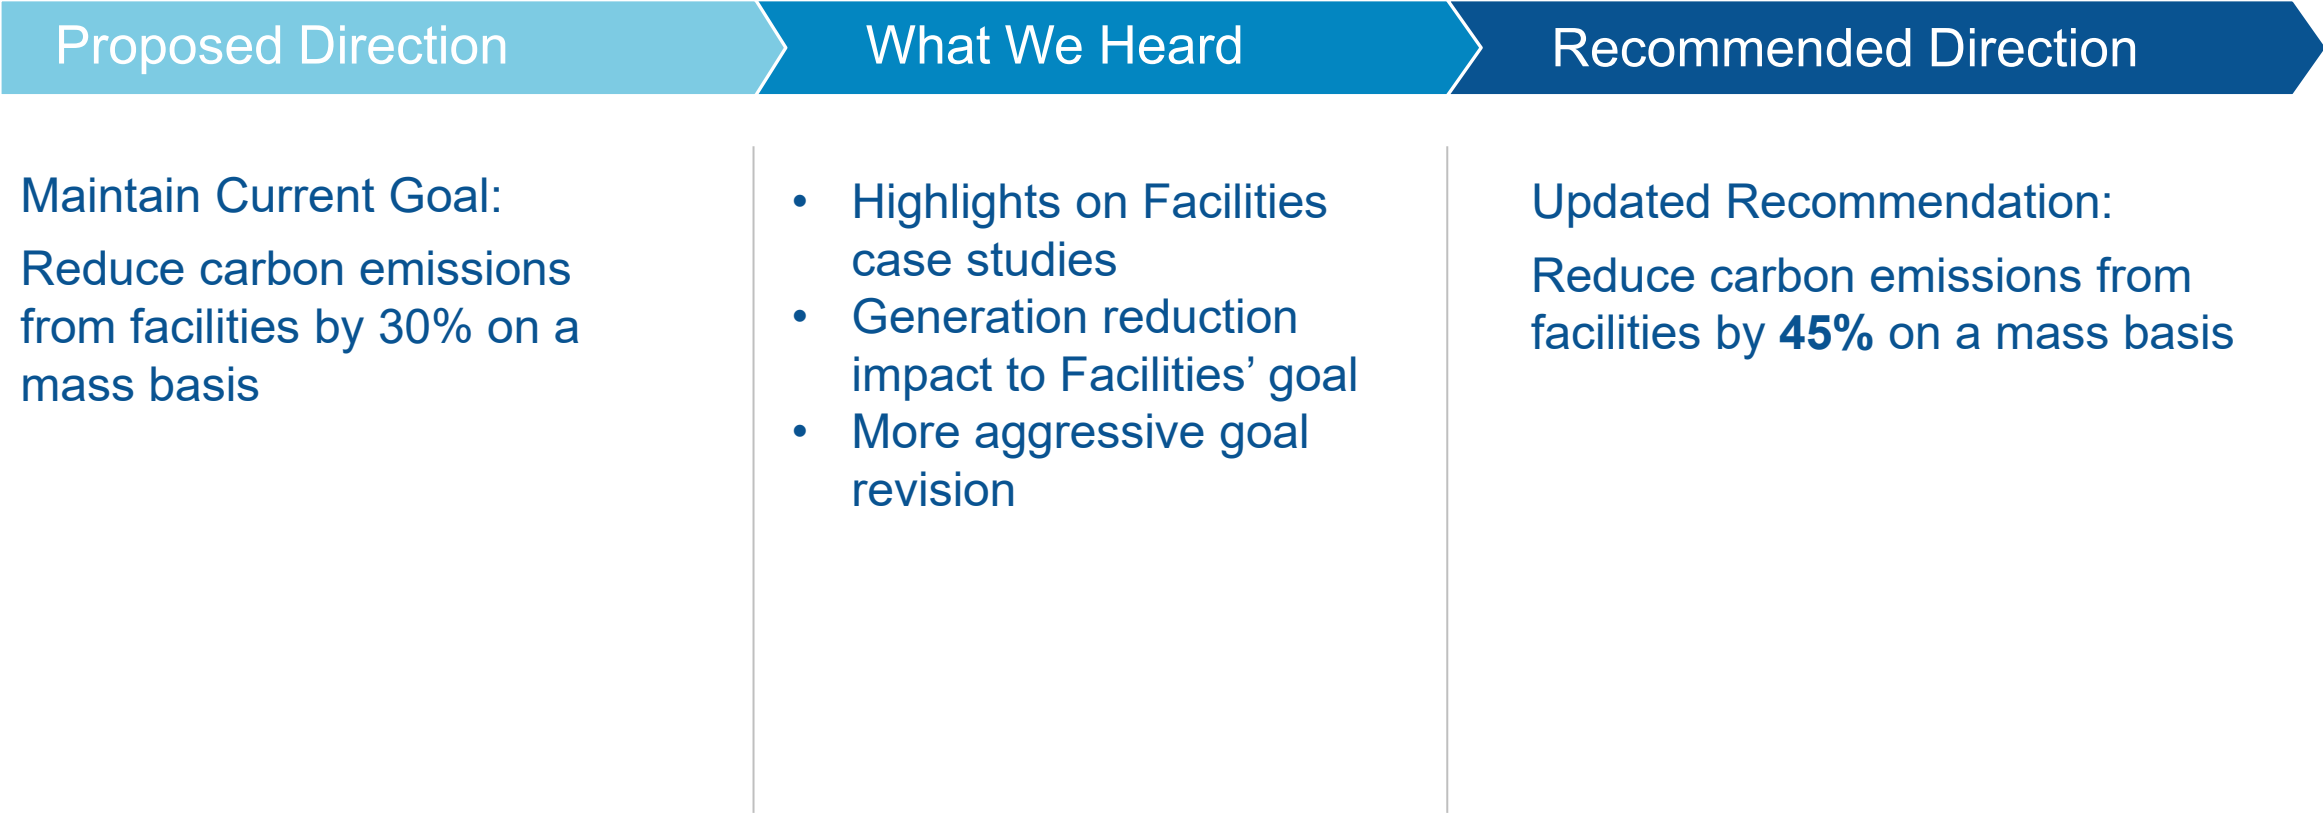 Proposed Direction
What We Heard
Recommended Direction
Maintain Current Goal:
Reduce carbon emissions
from facilities by 30% on a
mass basis
• Highlights on Facilities
case studies
• Generation reduction
impact to Facilities’ goal
• More aggressive goal
revision
Updated Recommendation:
Reduce carbon emissions from
facilities by 45% on a mass basis